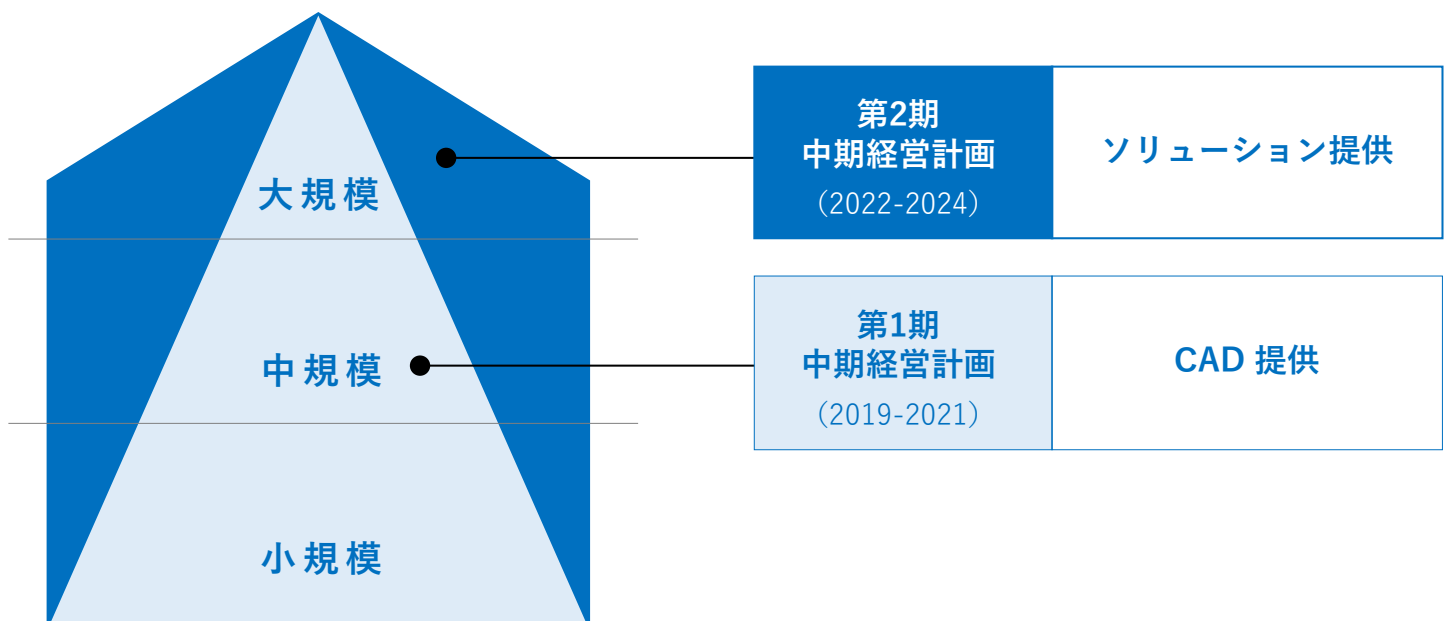 大規模
中規模
小規模
第2期
中期経営計画
（2022-2024）
ソリューション提供
第1期
中期経営計画
（2019-2021）
CAD 提供